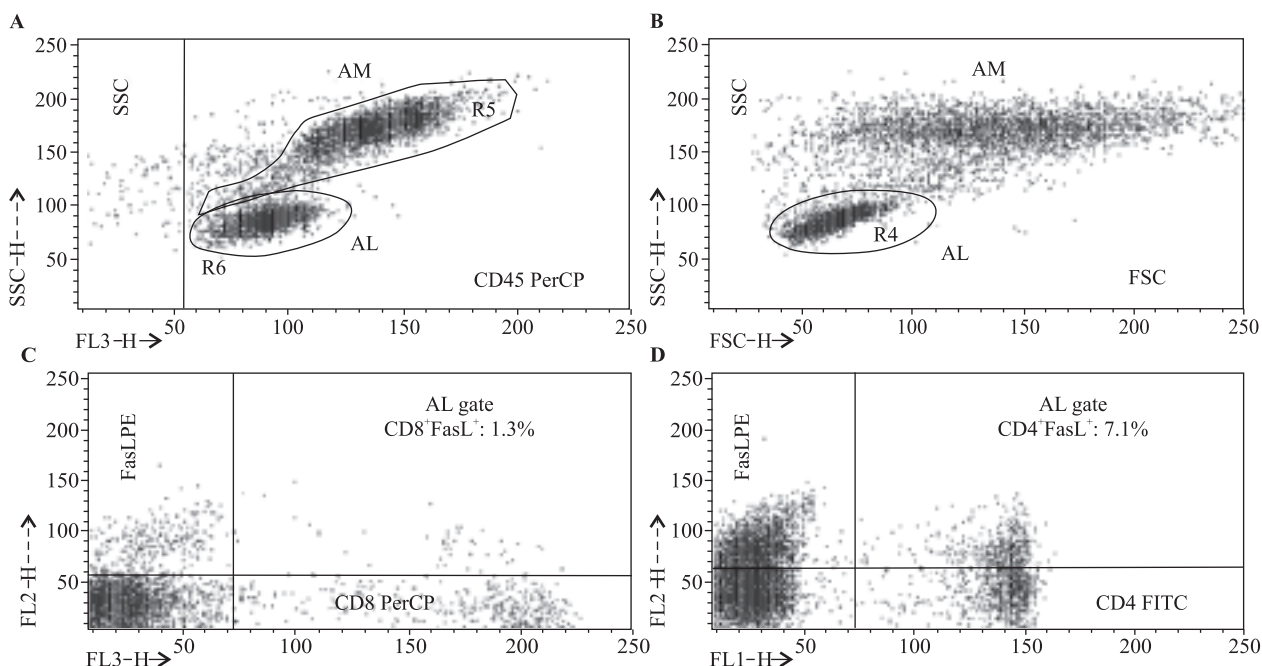 A
250
200
150
100
50
SSC
AM
R5
AL
R6
CD45 PerCP
SSC-H---->
50
100
150
200
250
FL3-H->
B
250
200
150
100
50
SSC
AM
R4
AL
FSC
SSC-H---->
50
100
150
200
250
FSC-H->
C
250
200
150
100
50
FasLPE
AL gate
CD8+FasL+: 1.3%
CD8 PerCP
FL2-H---->
50
100
150
200
250
FL3-H->
D
250
200
150
100
50
FasLPE
AL gate
CD4+FasL+: 7.1%
CD4 FITC
FL2-H---->
50
100
150
200
250
FL1-H->